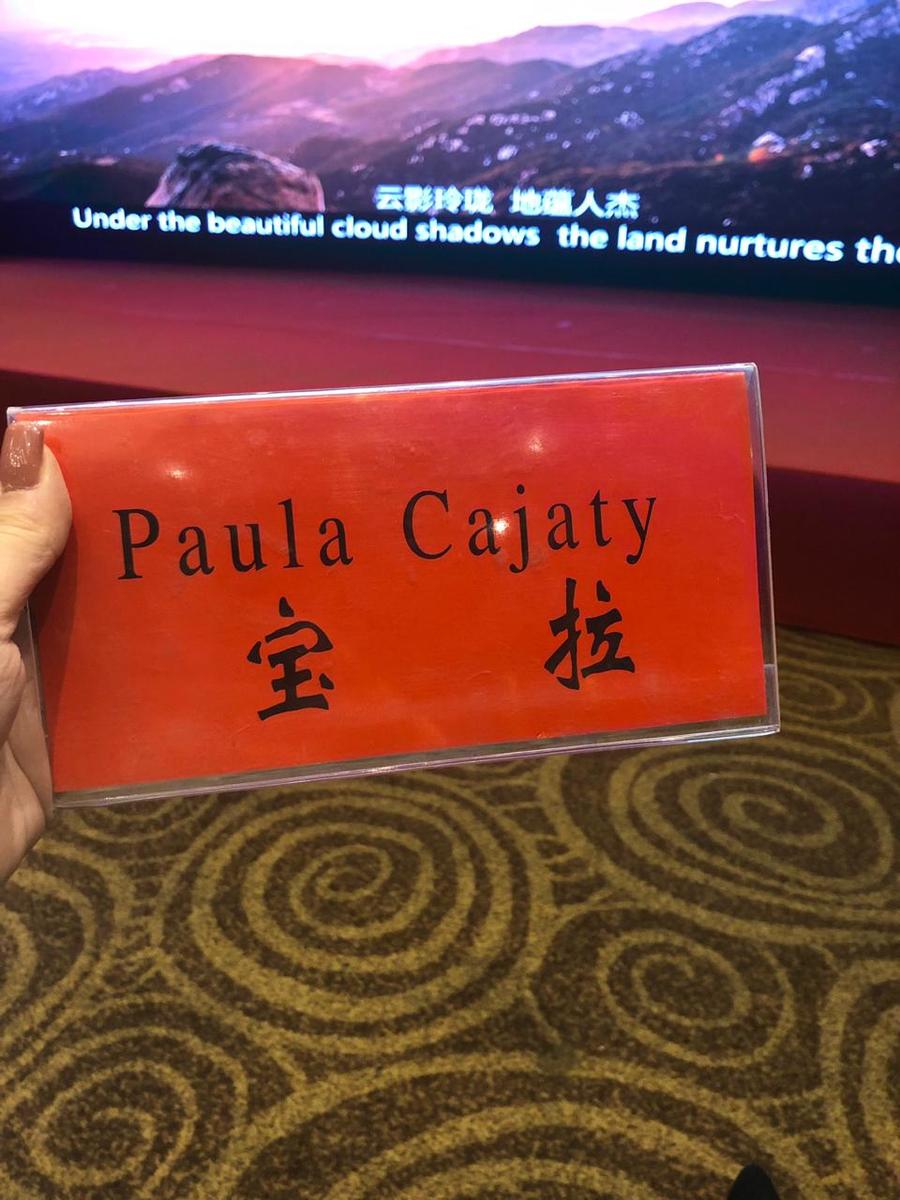 云影玲珑 地蕴人杰
Under the beautiful cloud shadows the land nurtures the
Paula Cajaty
宝 拉